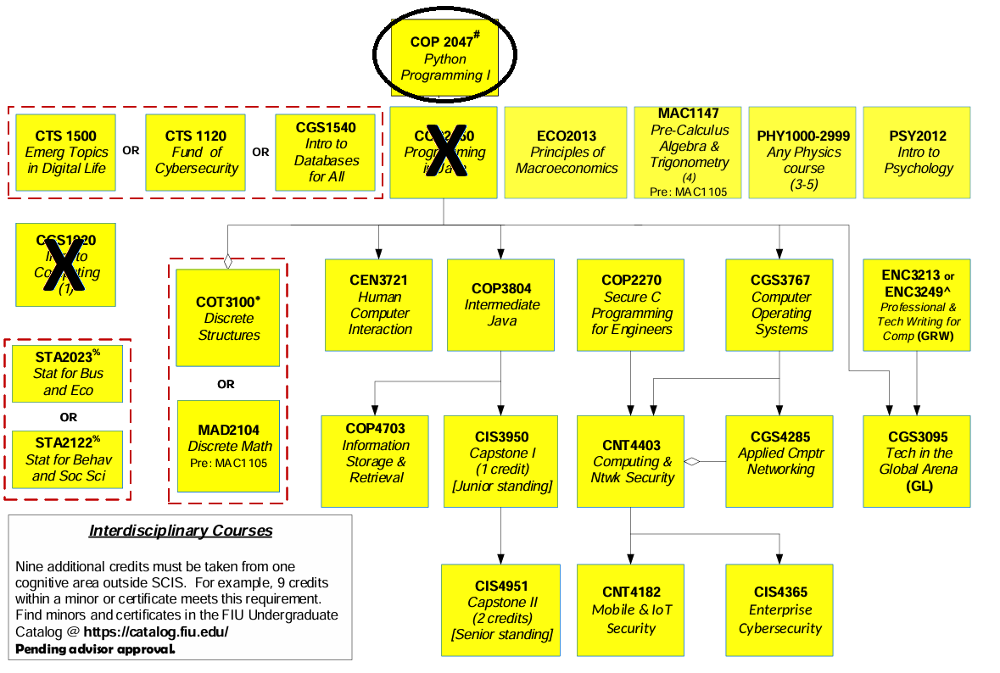 COP 2047#
Python
Programming I
CTS 1500
Emerg Topics
in Digital Life
OR
CTS 1120
Fund of
Cybersecurity
OR
CGS1540
Intro to
Databases
for All
Programming
in Java
ECO2013
Principles of
Macroeconomics
MAC1147
Pre-Calculus
Algebra &
Trigonometry
(4)
Pre: MAC1105
PHY1000-2999
Any Physics
course
(3-5)
PSY2012
Intro to
Psychology
CGS1920
Intro to
Computing
(1)
COT3100*
Discrete
Structures
OR
MAD2104
Discrete Math
Pre: MAC1105
CEN3721
Human
Computer
Interaction
COP3804
Intermediate
Java
COP2270
Secure C
Programming
for Engineers
CGS3767
Computer
Operating
Systems
ENC3213 or
ENC3249^
Professional &
Tech Writing for
Comp (GRW)
STA2023%
Stat for Bus
and Eco
OR
STA2122%
Stat for Behav
and Soc Sci
COP4703
Information
Storage &
Retrieval
CIS3950
Capstone I
(1 credit)
[Junior standing]
CNT4403
Computing &
Ntwk Security
CGS4285
Applied Cmptr
Networking
CGS3095
Tech in the
Global Arena
(GL)
Interdisciplinary Courses
Nine additional credits must be taken from one
cognitive area outside SCIS. For example, 9 credits
within a minor or certificate meets this requirement.
Find minors and certificates in the FIU Undergraduate
Catalog @ https://catalog.fiu.edu/
Pending advisor approval.
CIS4951
Capstone II
(2 credits)
[Senior standing]
CNT4182
Mobile & IoT
Security
CIS4365
Enterprise
Cybersecurity